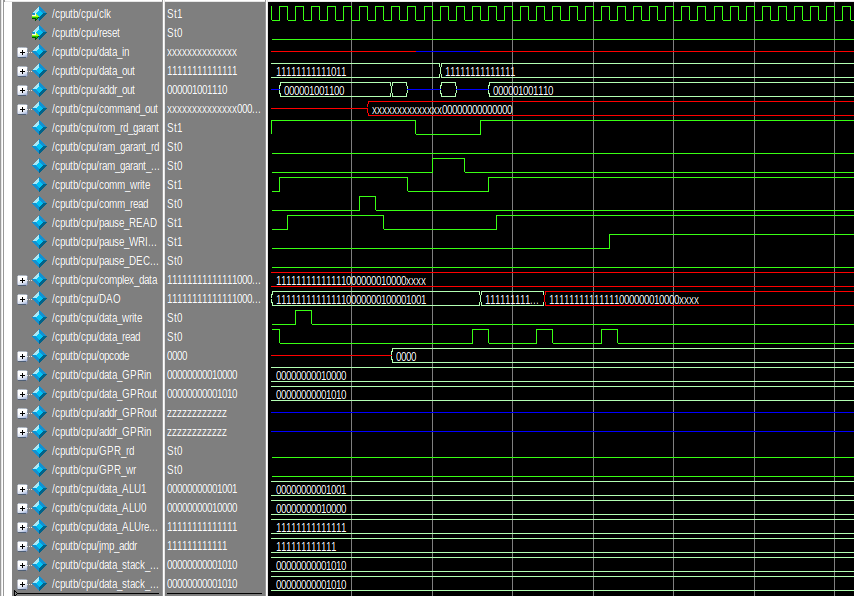 /cputb/cpu/clk St1
/cputb/cpu/reset St0
/cputb/cpu/data_in xxxxxxxxxxxxxx
/cputb/cpu/data_out 11111111111111 11111111111011 11111111111111
/cputb/cpu/addr_out 000001001110 000001001100 000001001110
/cputb/cpu/command_out xxxxxxxxxxxxxx000... xxxxxxxxxxxxxx00000000000000
/cputb/cpu/rom_rd_garant St1
/cputb/cpu/ram_garant_rd St0
/cputb/cpu/ram_garant_... St0
/cputb/cpu/comm_write St1
/cputb/cpu/comm_read St0
/cputb/cpu/pause_READ St1
/cputb/cpu/pause_WRI... St1
/cputb/cpu/pause_DEC... St0
/cputb/cpu/complex_data
/cputb/cpu/DAO
/cputb/cpu/data_write St0
/cputb/cpu/data_read St0
/cputb/cpu/opcode 0000 0000
/cputb/cpu/data_GPRin 00000000010000 00000000010000
/cputb/cpu/data_GPRout 00000000001010 00000000001010
/cputb/cpu/addr_GPRout zzzzzzzzzzzz
/cputb/cpu/addr_GPRin zzzzzzzzzzzz
/cputb/cpu/GPR_rd St0
/cputb/cpu/GPR_wr St0
/cputb/cpu/data_ALU1 00000000001001 00000000001001
/cputb/cpu/data_ALU0 00000000010000 00000000010000
/cputb/cpu/data_ALUre... 11111111111111 11111111111111
/cputb/cpu/jmp_addr 111111111111 111111111111
/cputb/cpu/data_stack_... 00000000001010 00000000001010
/cputb/cpu/data_stack_... 00000000001010 00000000001010